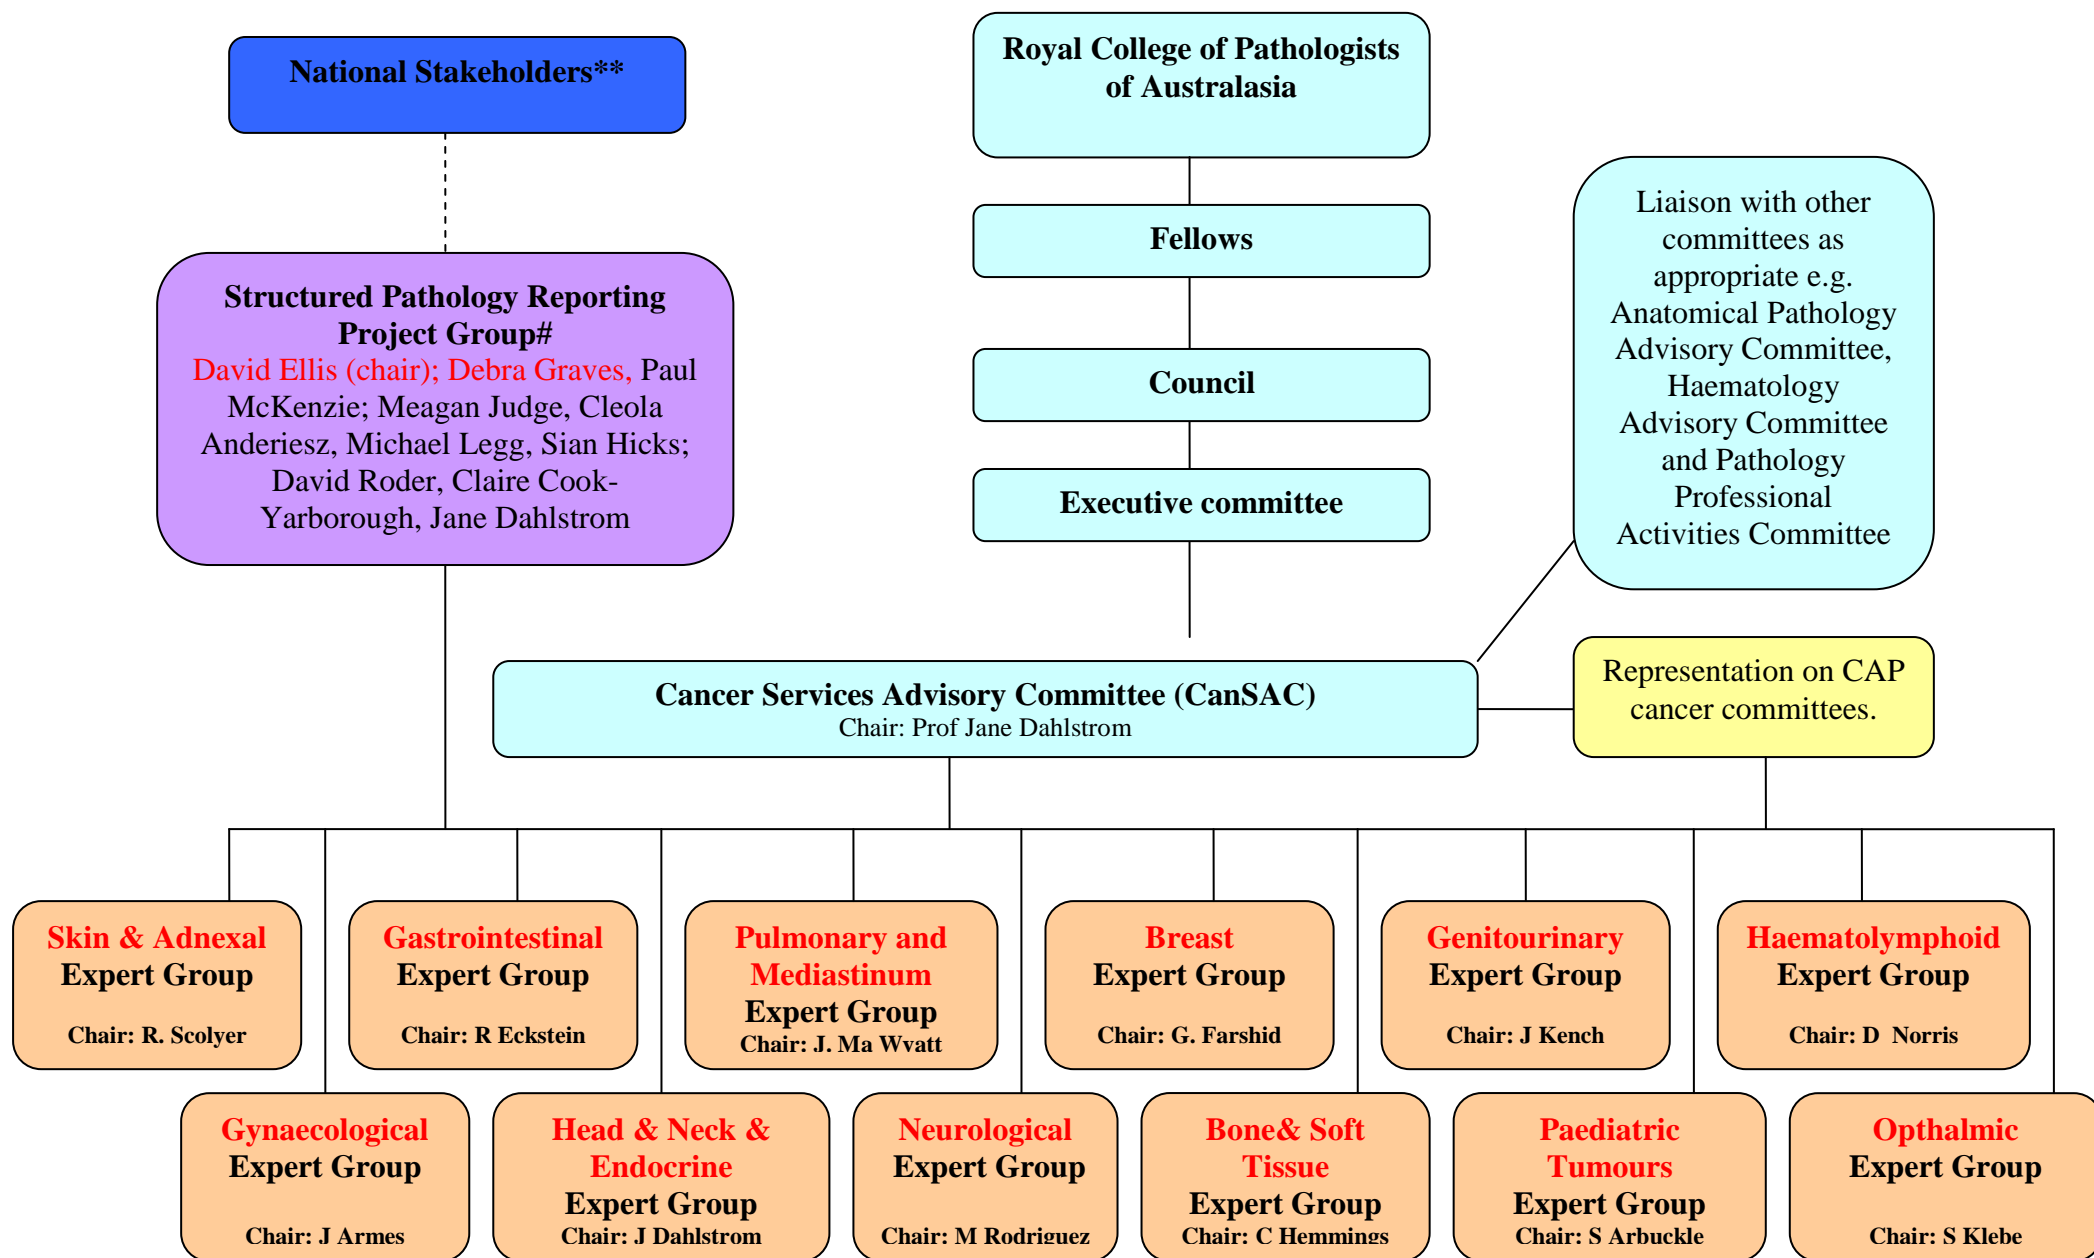 National Stakeholders**
Royal College of Pathologists
of Australasia
Fellows
Council
Executive committee
Liaison with other
committees as
appropriate e.g.
Anatomical Pathology
Advisory Committee,
Haematology
Advisory Committee
and Pathology
Professional
Activities Committee
Structured Pathology Reporting
Project Group#
David Ellis (chair); Debra Graves, Paul
McKenzie; Meagan Judge, Cleola
Anderiesz, Michael Legg, Sian Hicks;
David Roder, Claire Cook-
Yarborough, Jane Dahlstrom
Cancer Services Advisory Committee (CanSAC)
Chair: Prof Jane Dahlstrom
Representation on CAP
cancer committees.
Skin & Adnexal
Expert Group
Chair: R. Scolyer
Gastrointestinal
Expert Group
Chair: R Eckstein
Pulmonary and
Mediastinum
Expert Group
Chair: J. Ma Wyatt
Breast
Expert Group
Chair: G. Farshid
Genitourinary
Expert Group
Chair: J Kench
Haematolymphoid
Expert Group
Chair: D  Norris
Gynaecological
Expert Group
Chair: J Armes
Head & Neck &
Endocrine
Expert Group
Chair: J Dahlstrom
Neurological
Expert Group
Chair: M Rodriguez
Bone& Soft
Tissue
Expert Group
Chair: C Hemmings
Paediatric
Tumours
Expert Group
Chair: S Arbuckle
Opthalmic
Expert Group
Chair: S Klebe